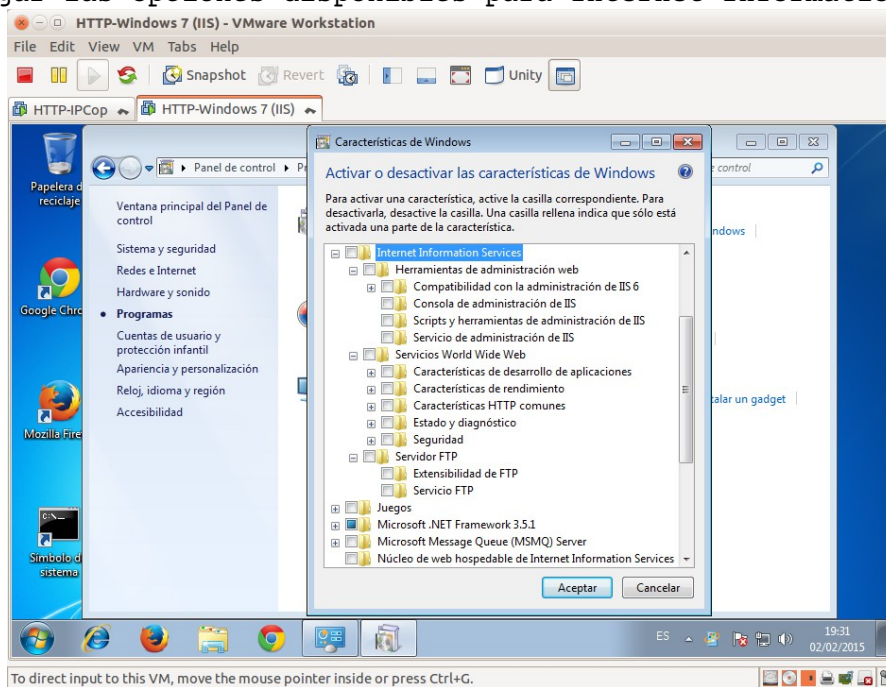 gar las opciones disponibles para Internet Informatio
HTTP-Windows 7 (IIS) - VMware Workstation
File Edit View VM Tabs Help
Snapshot Revert Unity
HTTP-IPCop HTTP-Windows 7 (IIS)
Papelera d
reciclaje
Google Chro
Mozilla Fire
C:\
Símbolo d
sistema
Panel de control Pr
e control
Ventana principal del Panel de
control
Sistema y seguridad
Redes e Internet
Hardware y sonido
Programas
Cuentas de usuario y
protección infantil
Apariencia y personalización
Reloj, idioma y región
Accesibilidad
ndows
talar un gadget
Características de Windows
Activar o desactivar las características de Windows
Para activar una característica, active la casilla correspondiente. Para
desactivarla, desactive la casilla. Una casilla rellena indica que sólo está
activada una parte de la característica.
Internet Information Services
Herramientas de administración web
Compatibilidad con la administración de IIS 6
Consola de administración de IIS
Scripts y herramientas de administración de IIS
Servicio de administración de IIS
Servicios World Wide Web
Características de desarrollo de aplicaciones
Características de rendimiento
Características HTTP comunes
Estado y diagnóstico
Seguridad
Servidor FTP
Extensibilidad de FTP
Servicio FTP
Juegos
Microsoft .NET Framework 3.5.1
Microsoft Message Queue (MSMQ) Server
Núcleo de web hospedable de Internet Information Services
Aceptar Cancelar
ES
19:31
02/02/2015
To direct input to this VM, move the mouse pointer inside or press Ctrl+G.